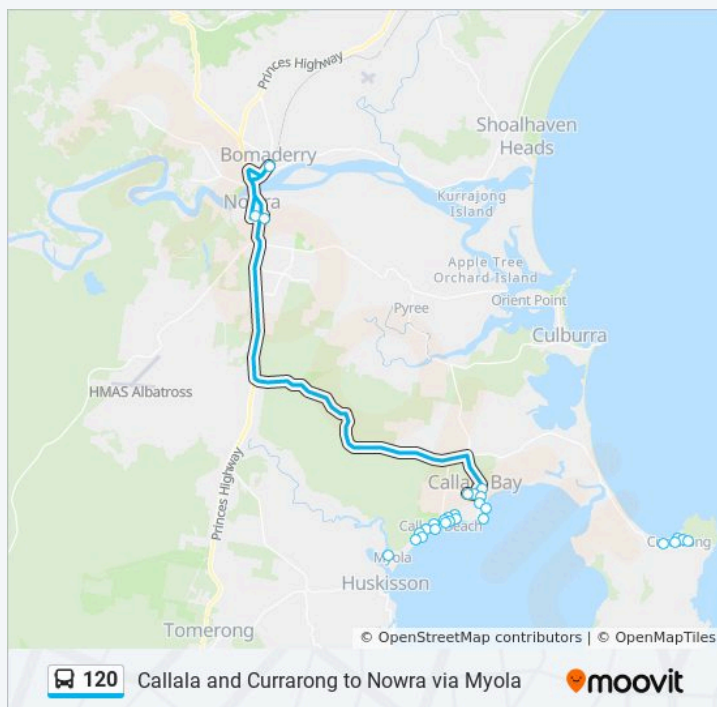 Princes Highway
Shoalhaven
Heads
Bomaderry
Kurrajong
Island
Nowra
Apple Tree
Orchard Island
Orient Point
Pyree
Culburra
HMAS Albatross
Princes Highway
Callala Bay
Callala Beach
Currarong
Myola
Huskisson
Tomerong
© OpenStreetMap contributors | © OpenMapTiles
120 Callala and Currarong to Nowra via Myola
moovit